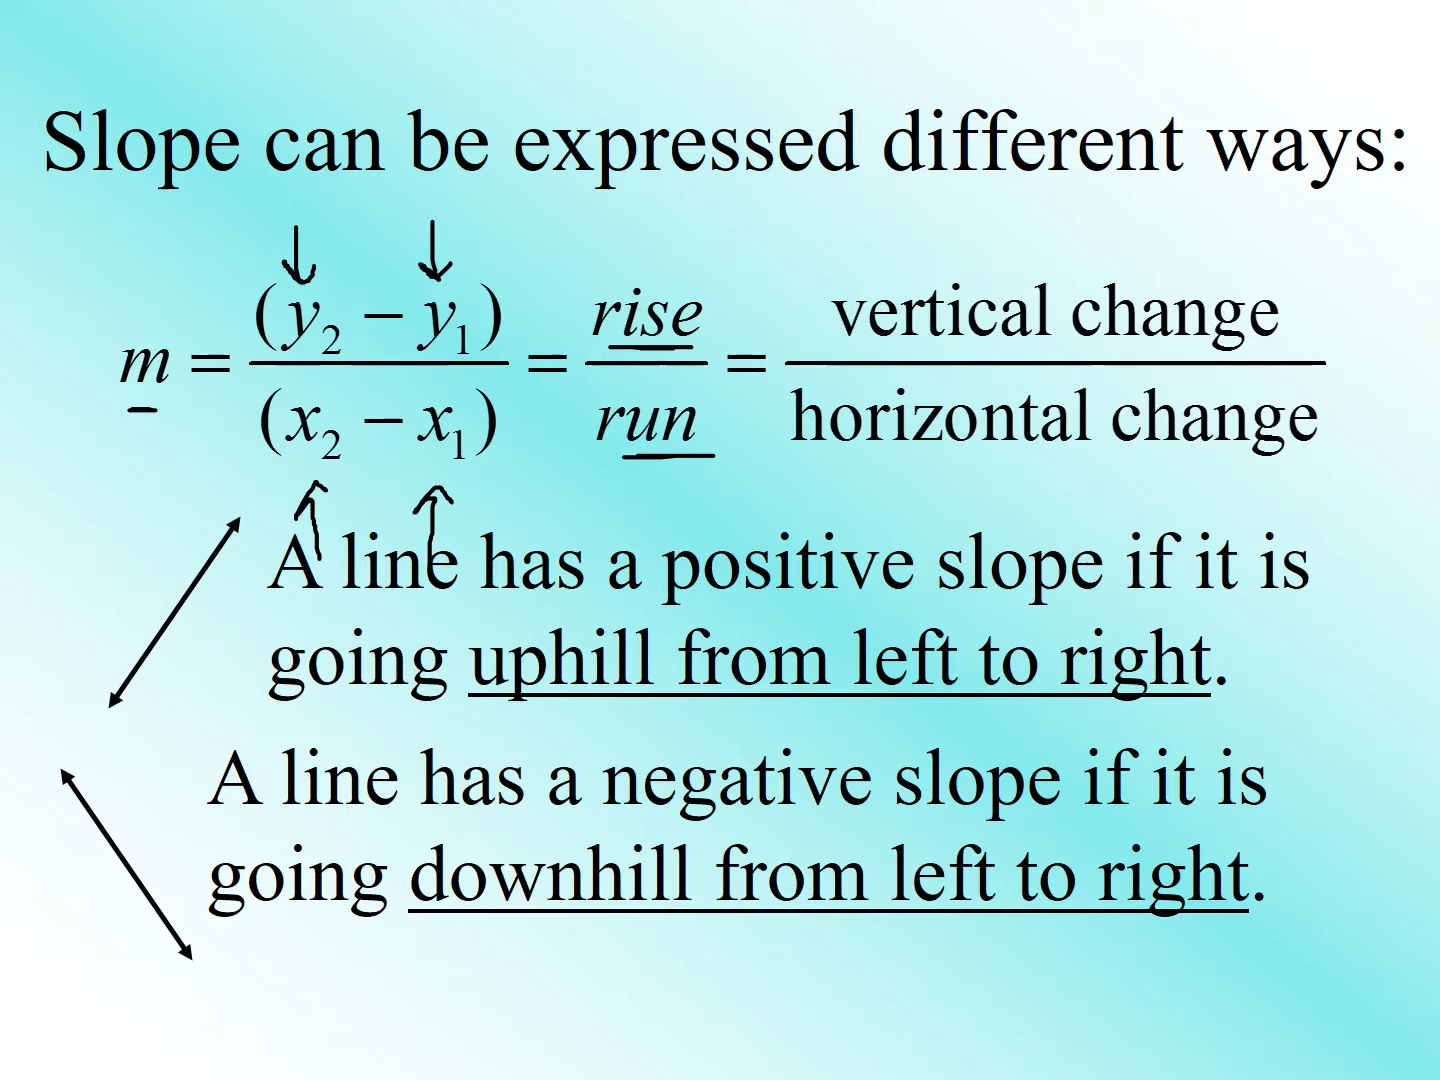 Slope can be expressed different ways:
m = (y₂ − y₁) / (x₂ − x₁) = rise / run = vertical change / horizontal change
A line has a positive slope if it is
going uphill from left to right.
A line has a negative slope if it is
going downhill from left to right.